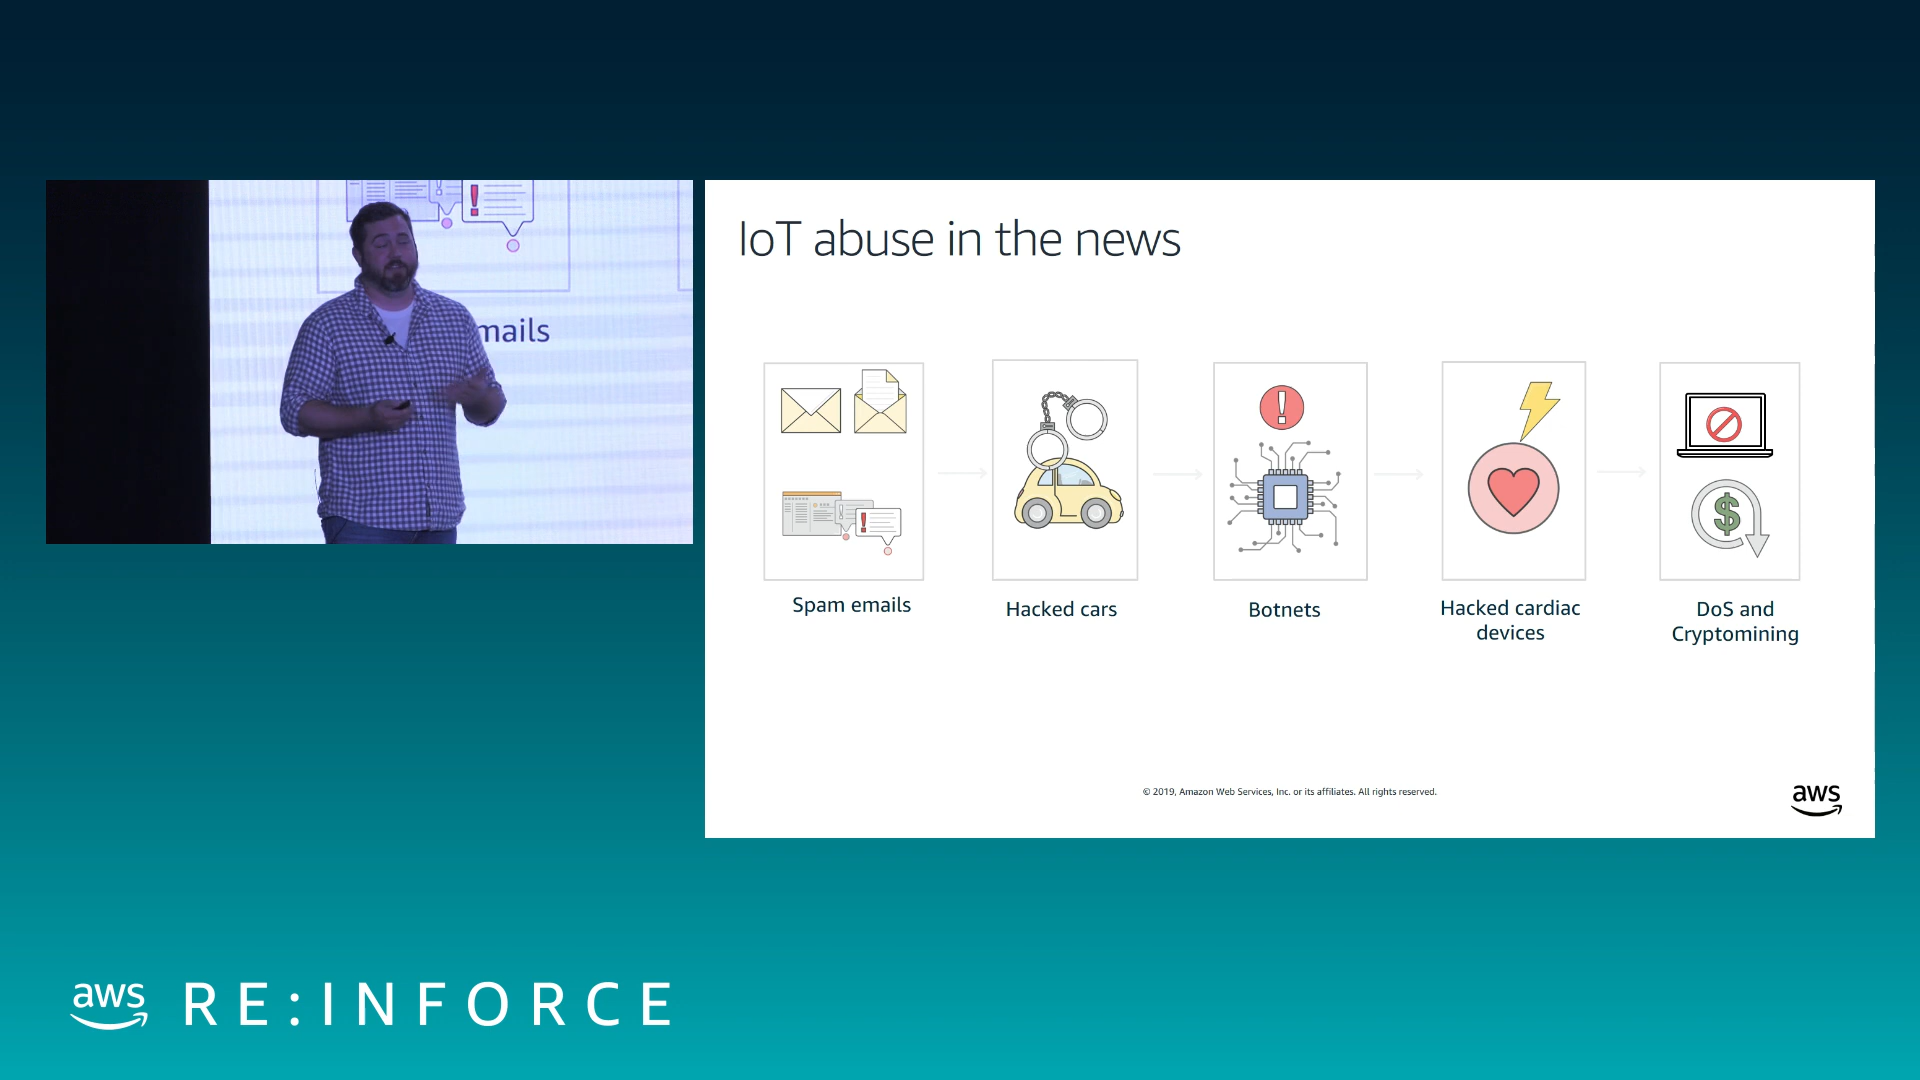 mails
IoT abuse in the news
Spam emails
Hacked cars
Botnets
Hacked cardiac
devices
DoS and
Cryptomining
© 2019, Amazon Web Services, Inc. or its affiliates. All rights reserved.
aws
aws RE:INFORCE